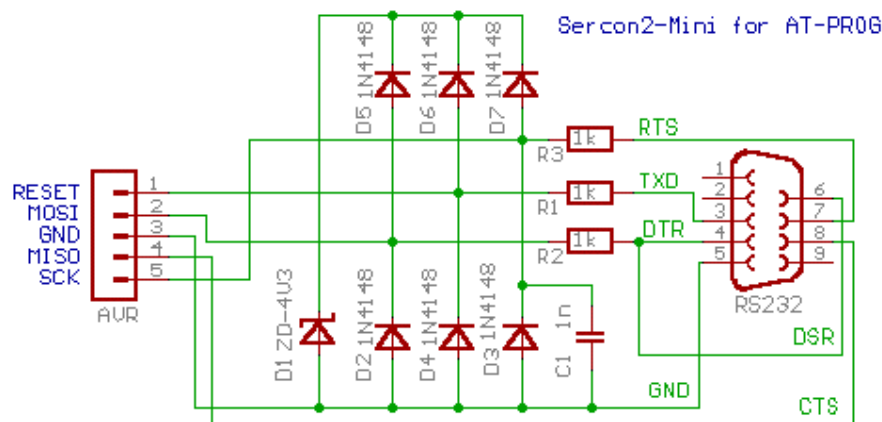 Sercon2-Mini for AT-PROG
D5 1N4148
D6 1N4148
D7 1N4148
R3 1k RTS
R1 1k TXD
R2 1k DTR
RESET 1
MOSI 2
GND 3
MISO 4
SCK 5
AVR
1
2
3
4
5
6
7
8
9
RS232
D1 ZD-4V3
D2 1N4148
D4 1N4148
D3 1N4148
C1 1n
DSR
GND
CTS